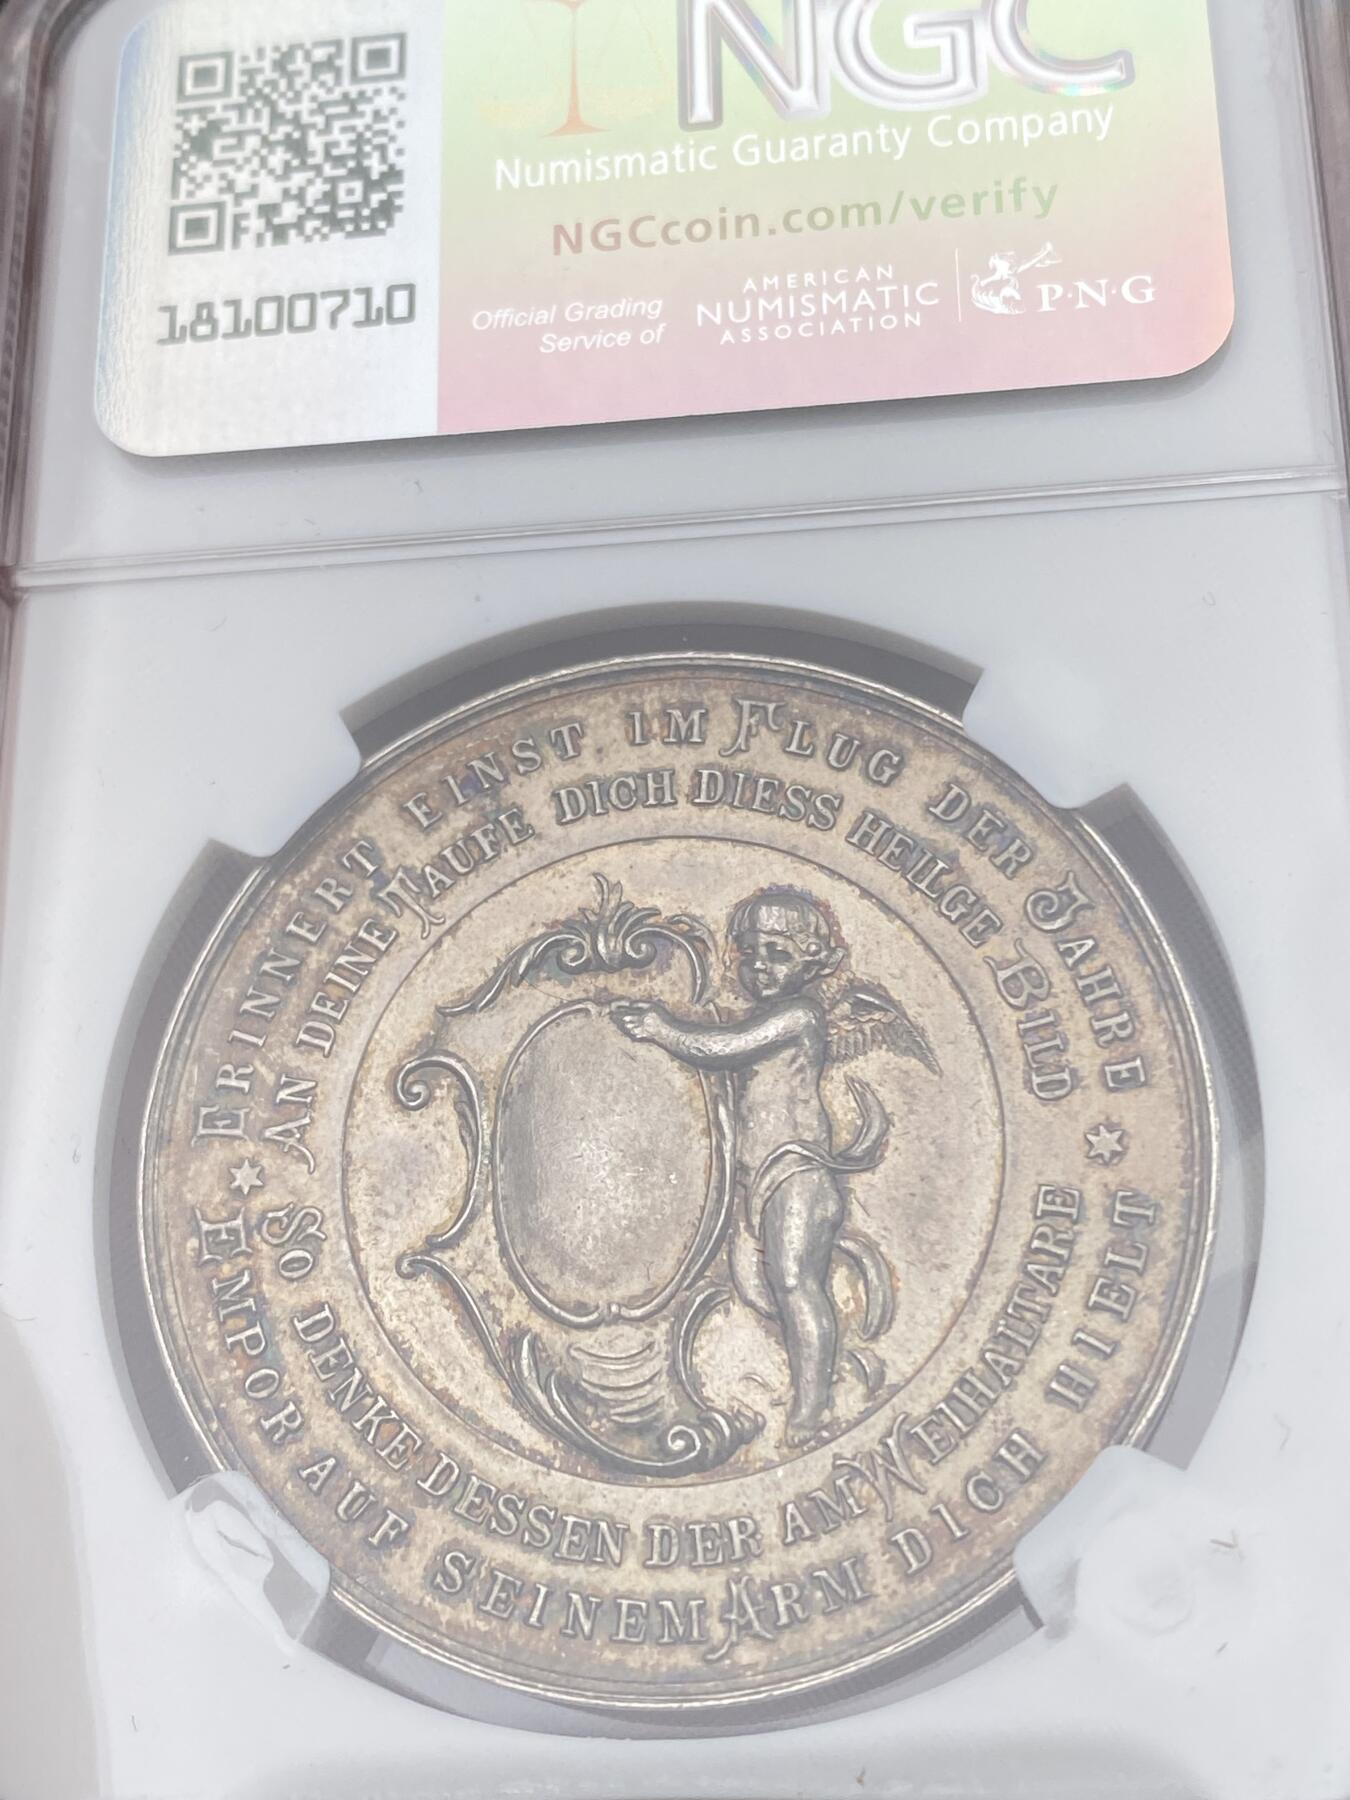 NGC
Numismatic Guaranty Company
NGCcoin.com/verify
Official Grading
Service of
AMERICAN
NUMISMATIC
ASSOCIATION
P·N·G
18100710
ERINNERT EINST IM FLUG DER JAHRE
AN DEINE TAUFE DICH DIESS HEILGE BILD
SO DENKE DESSEN DER AM WEIHALTARE
EMPOR AUF SEINEM ARM DICH HIELT